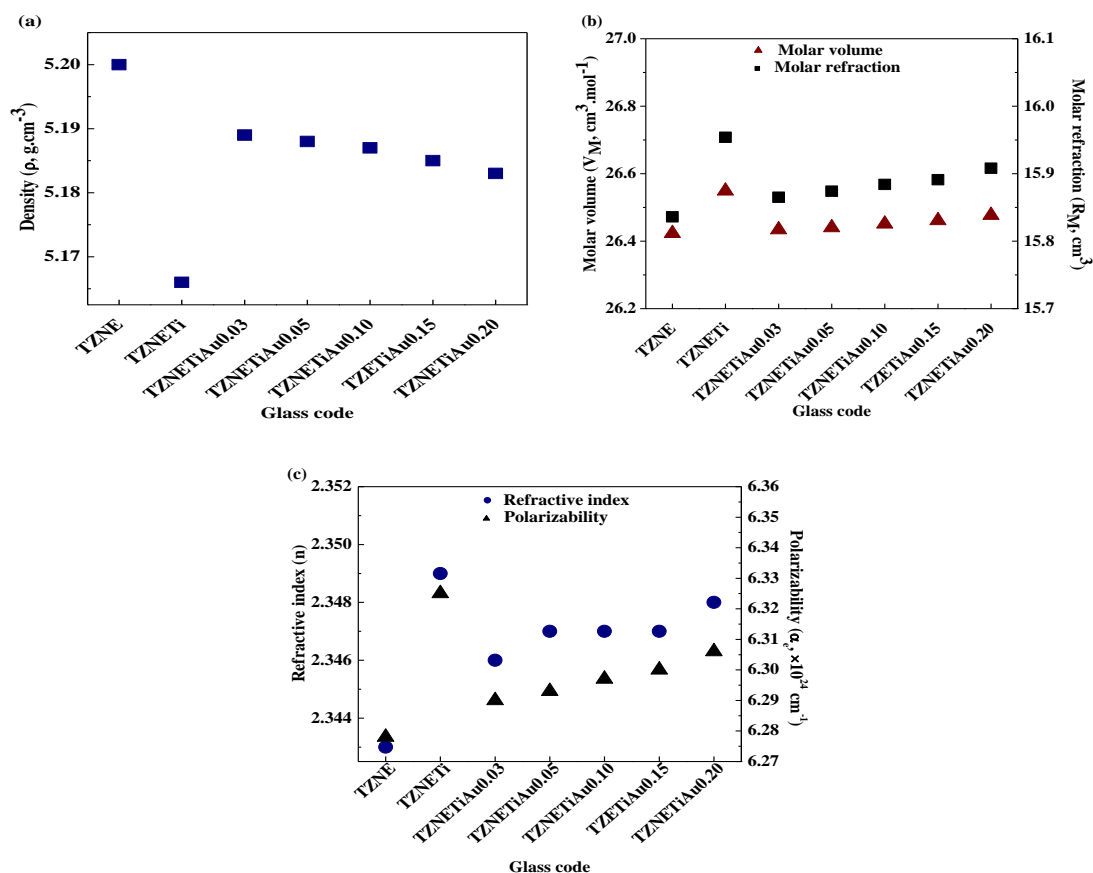 (a)
5.20
5.19
5.18
5.17
Density (ρ, g.cm-3)
TZNE
TZNETi
TZNETiAu0.03
TZNETiAu0.05
TZNETiAu0.10
TZETiAu0.15
TZNETiAu0.20
Glass code
(b)
27.0
26.8
26.6
26.4
26.2
Molar volume (VM, cm3.mol-1)
Molar volume
Molar refraction
16.1
16.0
15.9
15.8
15.7
Molar refraction (RM, cm3)
TZNE
TZNETi
TZNETiAu0.03
TZNETiAu0.05
TZNETiAu0.10
TZETiAu0.15
TZNETiAu0.20
Glass code
(c)
2.352
2.350
2.348
2.346
2.344
Refractive index (n)
Refractive index
Polarizability
6.36
6.35
6.34
6.33
6.32
6.31
6.30
6.29
6.28
6.27
Polarizability (αe, ×1024 cm-1)
TZNE
TZNETi
TZNETiAu0.03
TZNETiAu0.05
TZNETiAu0.10
TZETiAu0.15
TZNETiAu0.20
Glass code